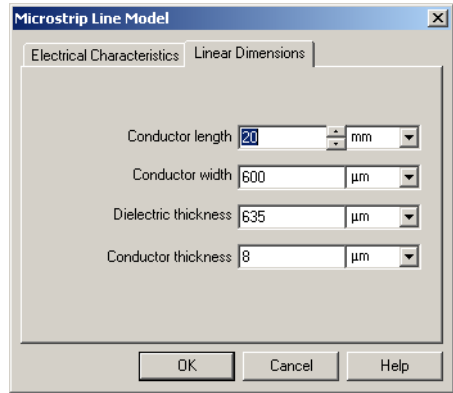 Microstrip Line Model
Electrical Characteristics Linear Dimensions
Conductor length 20 mm
Conductor width 600 µm
Dielectric thickness 635 µm
Conductor thickness 8 µm
OK Cancel Help